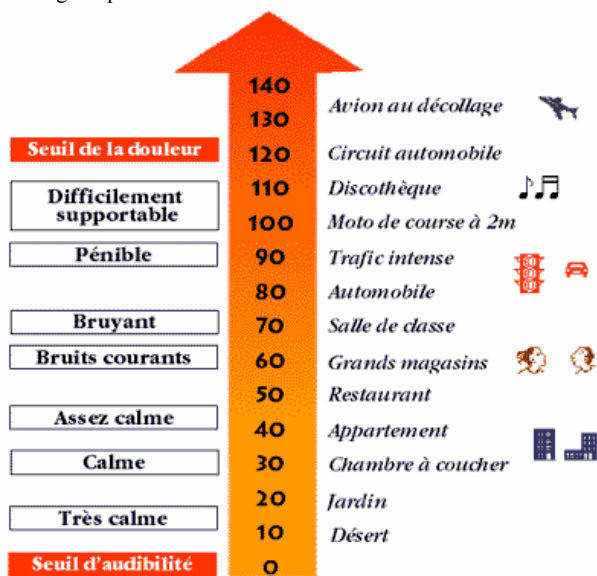 140
130
Avion au décollage
Seuil de la douleur
120
Circuit automobile
Difficilement
supportable
110
Discothèque
100
Moto de course à 2m
Pénible
90
Trafic intense
80
Automobile
Bruyant
70
Salle de classe
Bruits courants
60
Grands magasins
50
Restaurant
Assez calme
40
Appartement
Calme
30
Chambre à coucher
20
Jardin
Très calme
10
Désert
Seuil d'audibilité
0